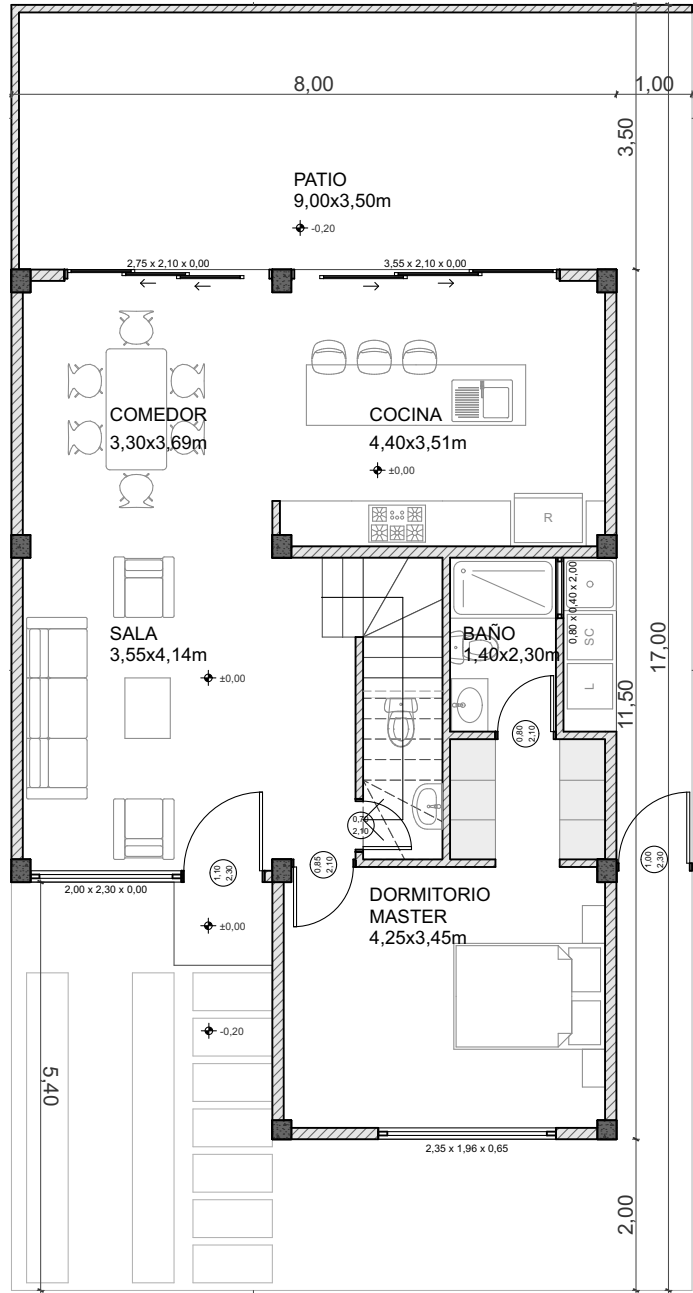 8,00
1,00
3,50
PATIO
9,00x3,50m
-0,20
2,75 x 2,10 x 0,00
3,55 x 2,10 x 0,00
COMEDOR
3,30x3,69m
COCINA
4,40x3,51m
±0,00
R
0,80 x 0,40 x 2,00
O
SC
L
SALA
3,55x4,14m
±0,00
BAÑO
1,40x2,30m
17,00
11,50
0,80
2,10
0,70
2,10
1,10
2,30
0,85
2,10
1,00
2,30
2,00 x 2,30 x 0,00
DORMITORIO
MASTER
4,25x3,45m
±0,00
-0,20
5,40
2,35 x 1,96 x 0,65
2,00